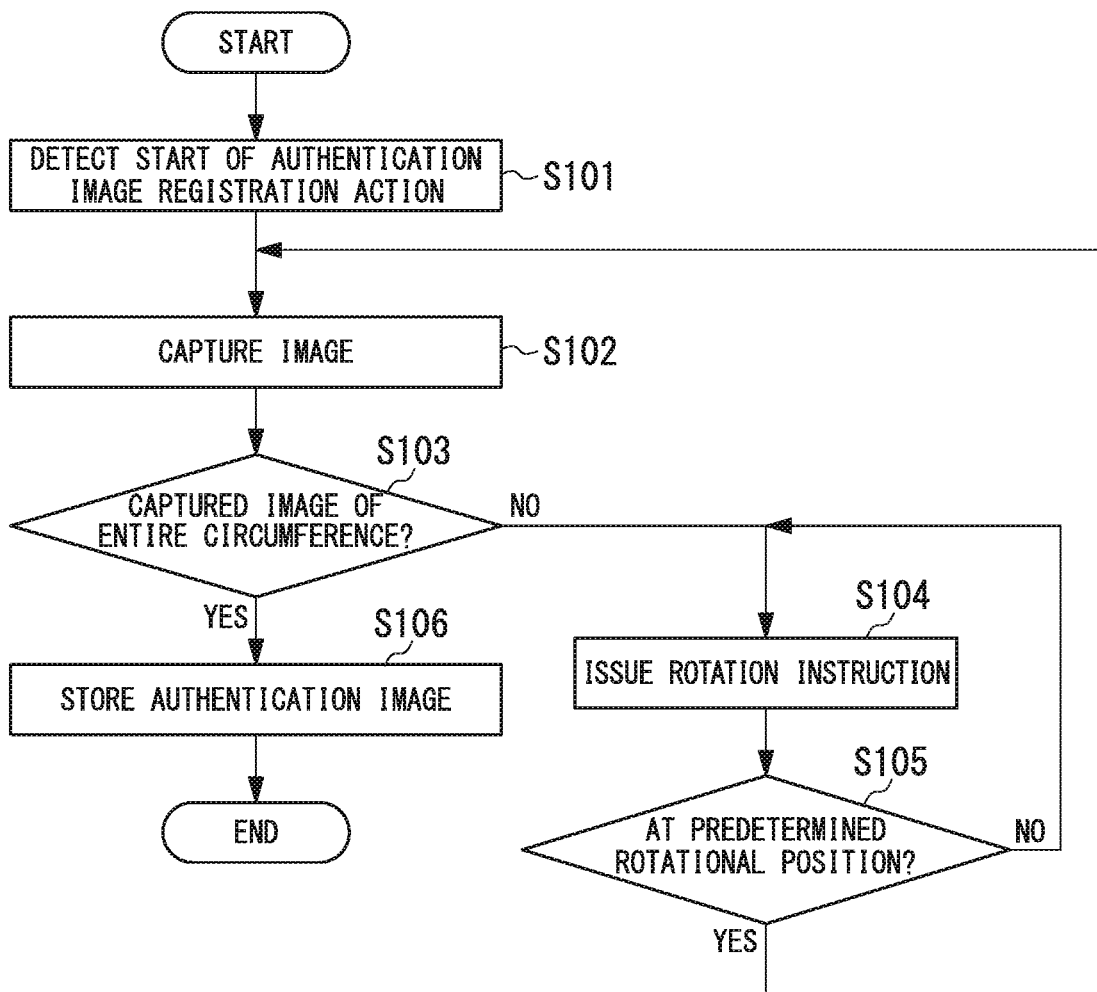 START
DETECT START OF AUTHENTICATION
IMAGE REGISTRATION ACTION
S101
CAPTURE IMAGE
S102
S103
CAPTURED IMAGE OF
ENTIRE CIRCUMFERENCE?
NO
YES
S104
ISSUE ROTATION INSTRUCTION
S106
STORE AUTHENTICATION IMAGE
S105
AT PREDETERMINED
ROTATIONAL POSITION?
NO
YES
END